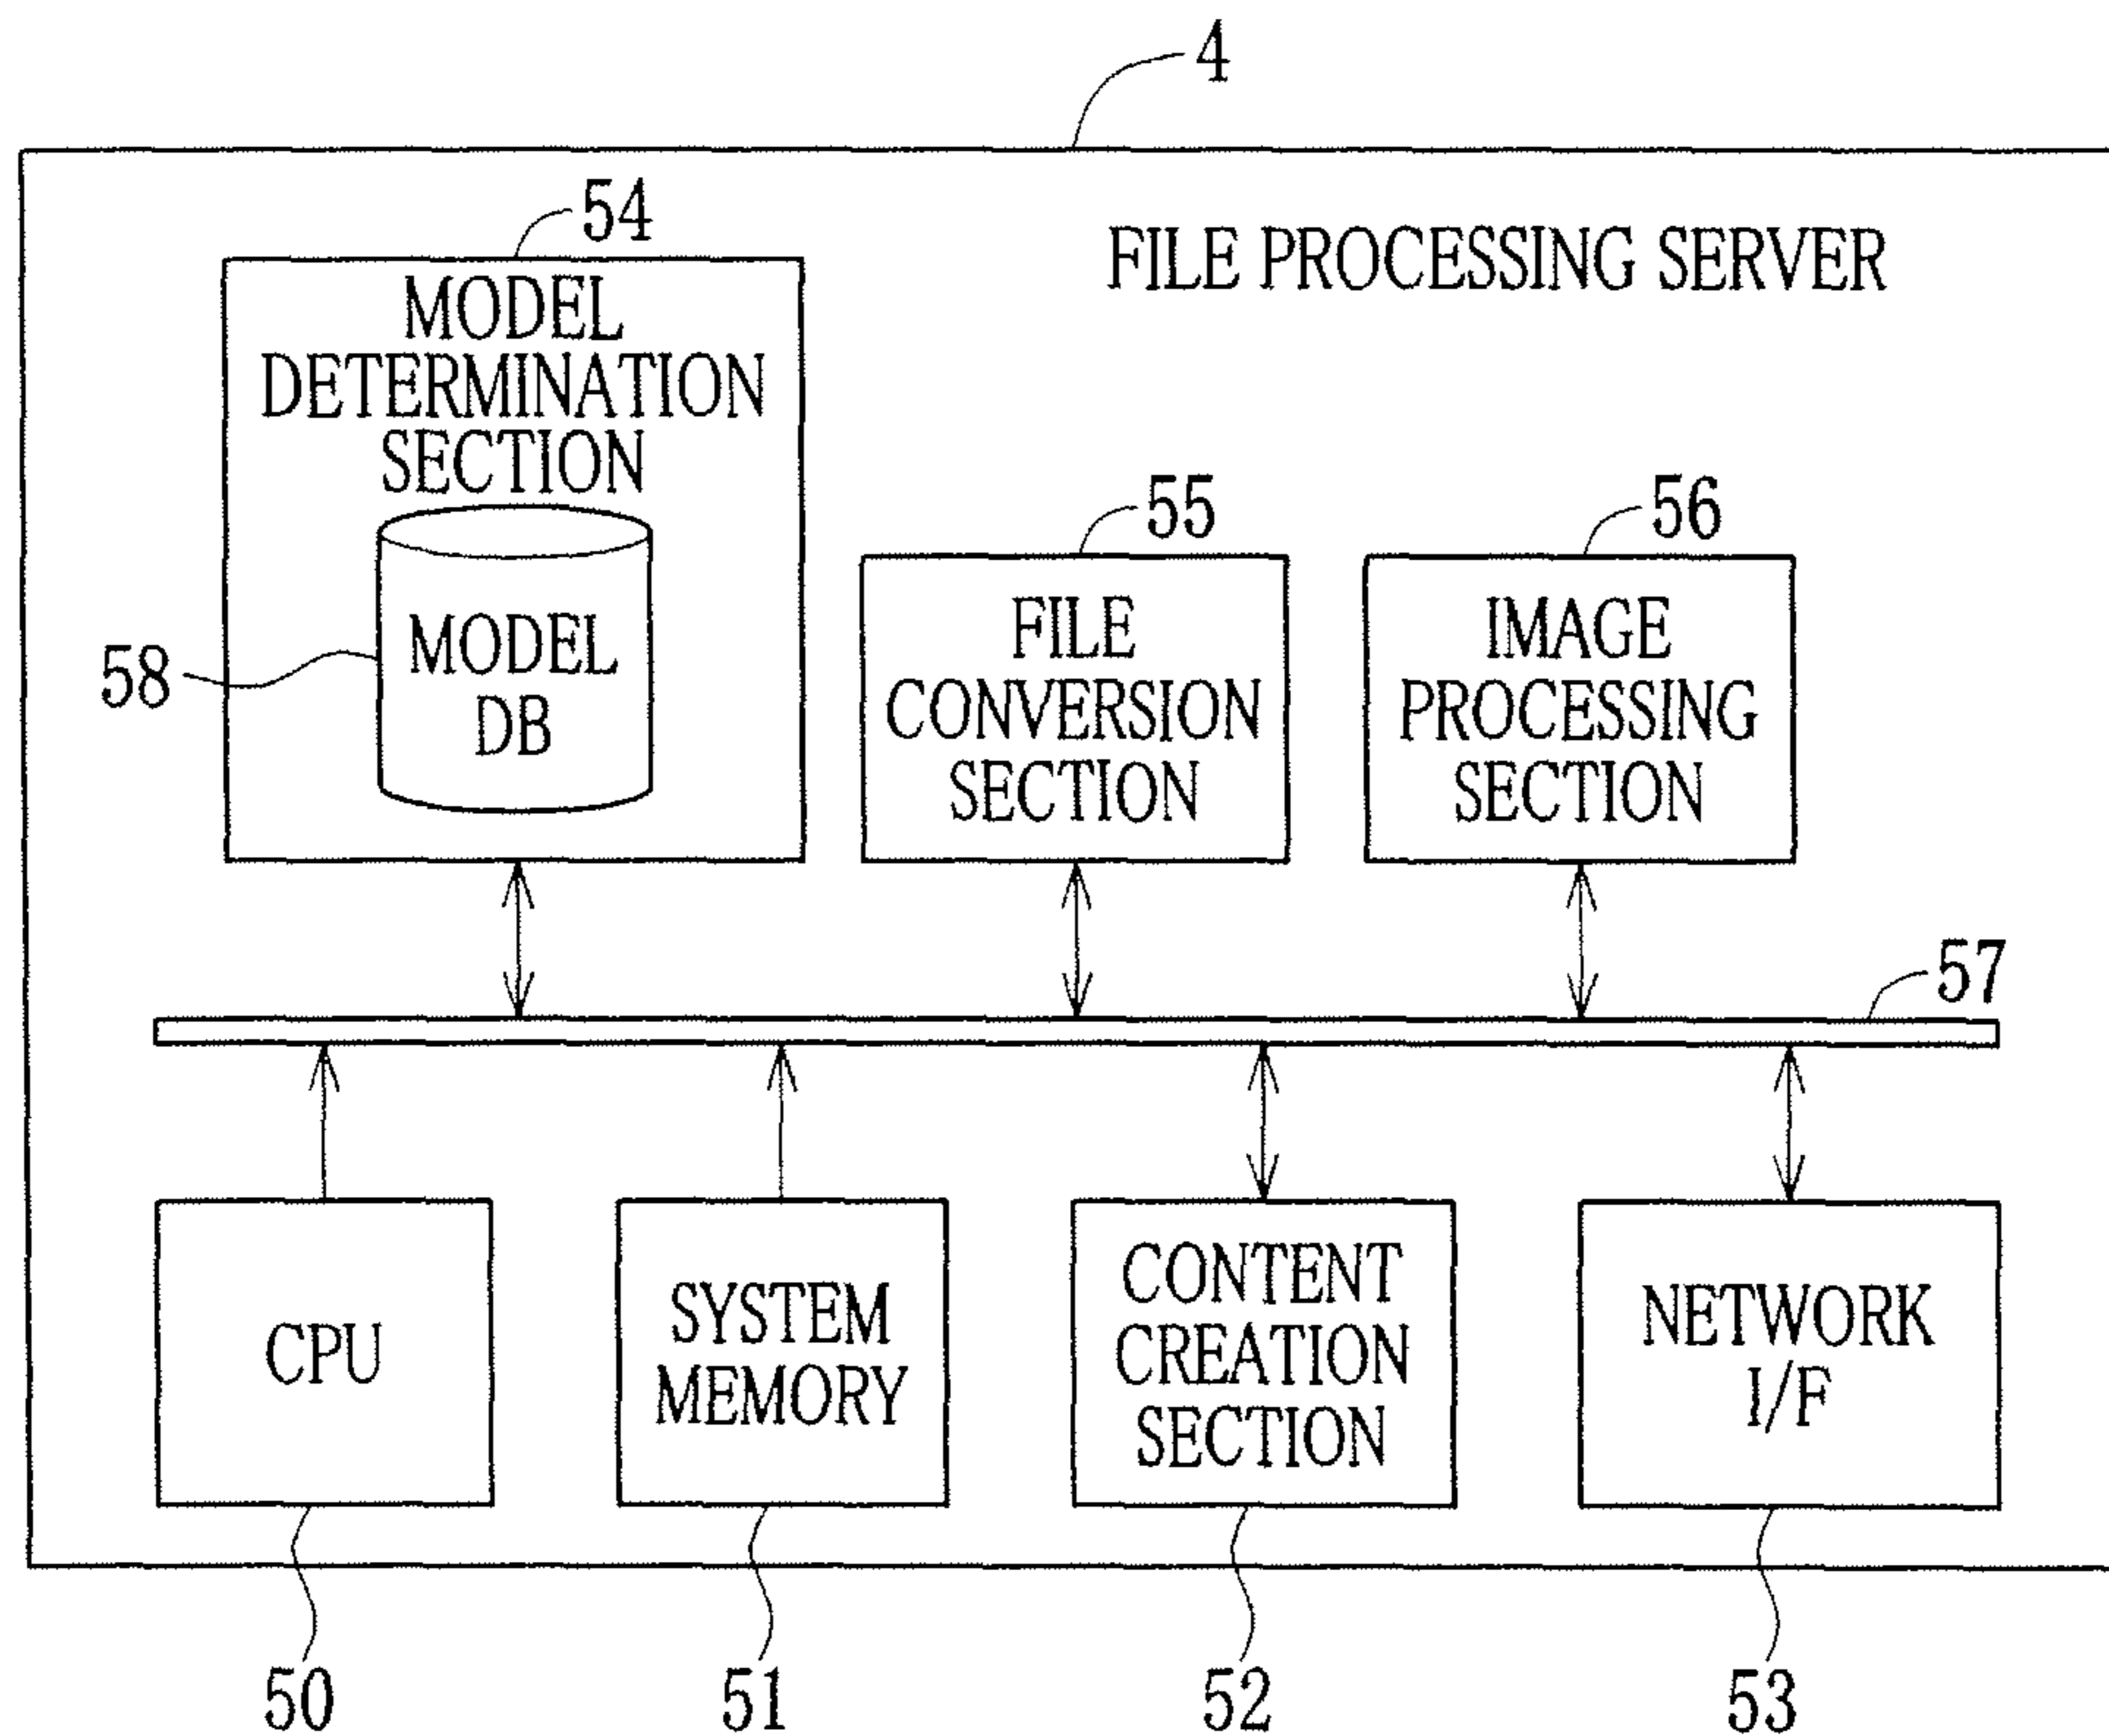 4
54
FILE PROCESSING SERVER
MODEL
DETERMINATION
SECTION
55
56
58
MODEL
DB
FILE
CONVERSION
SECTION
IMAGE
PROCESSING
SECTION
57
CPU
SYSTEM
MEMORY
CONTENT
CREATION
SECTION
NETWORK
I/F
50
51
52
53